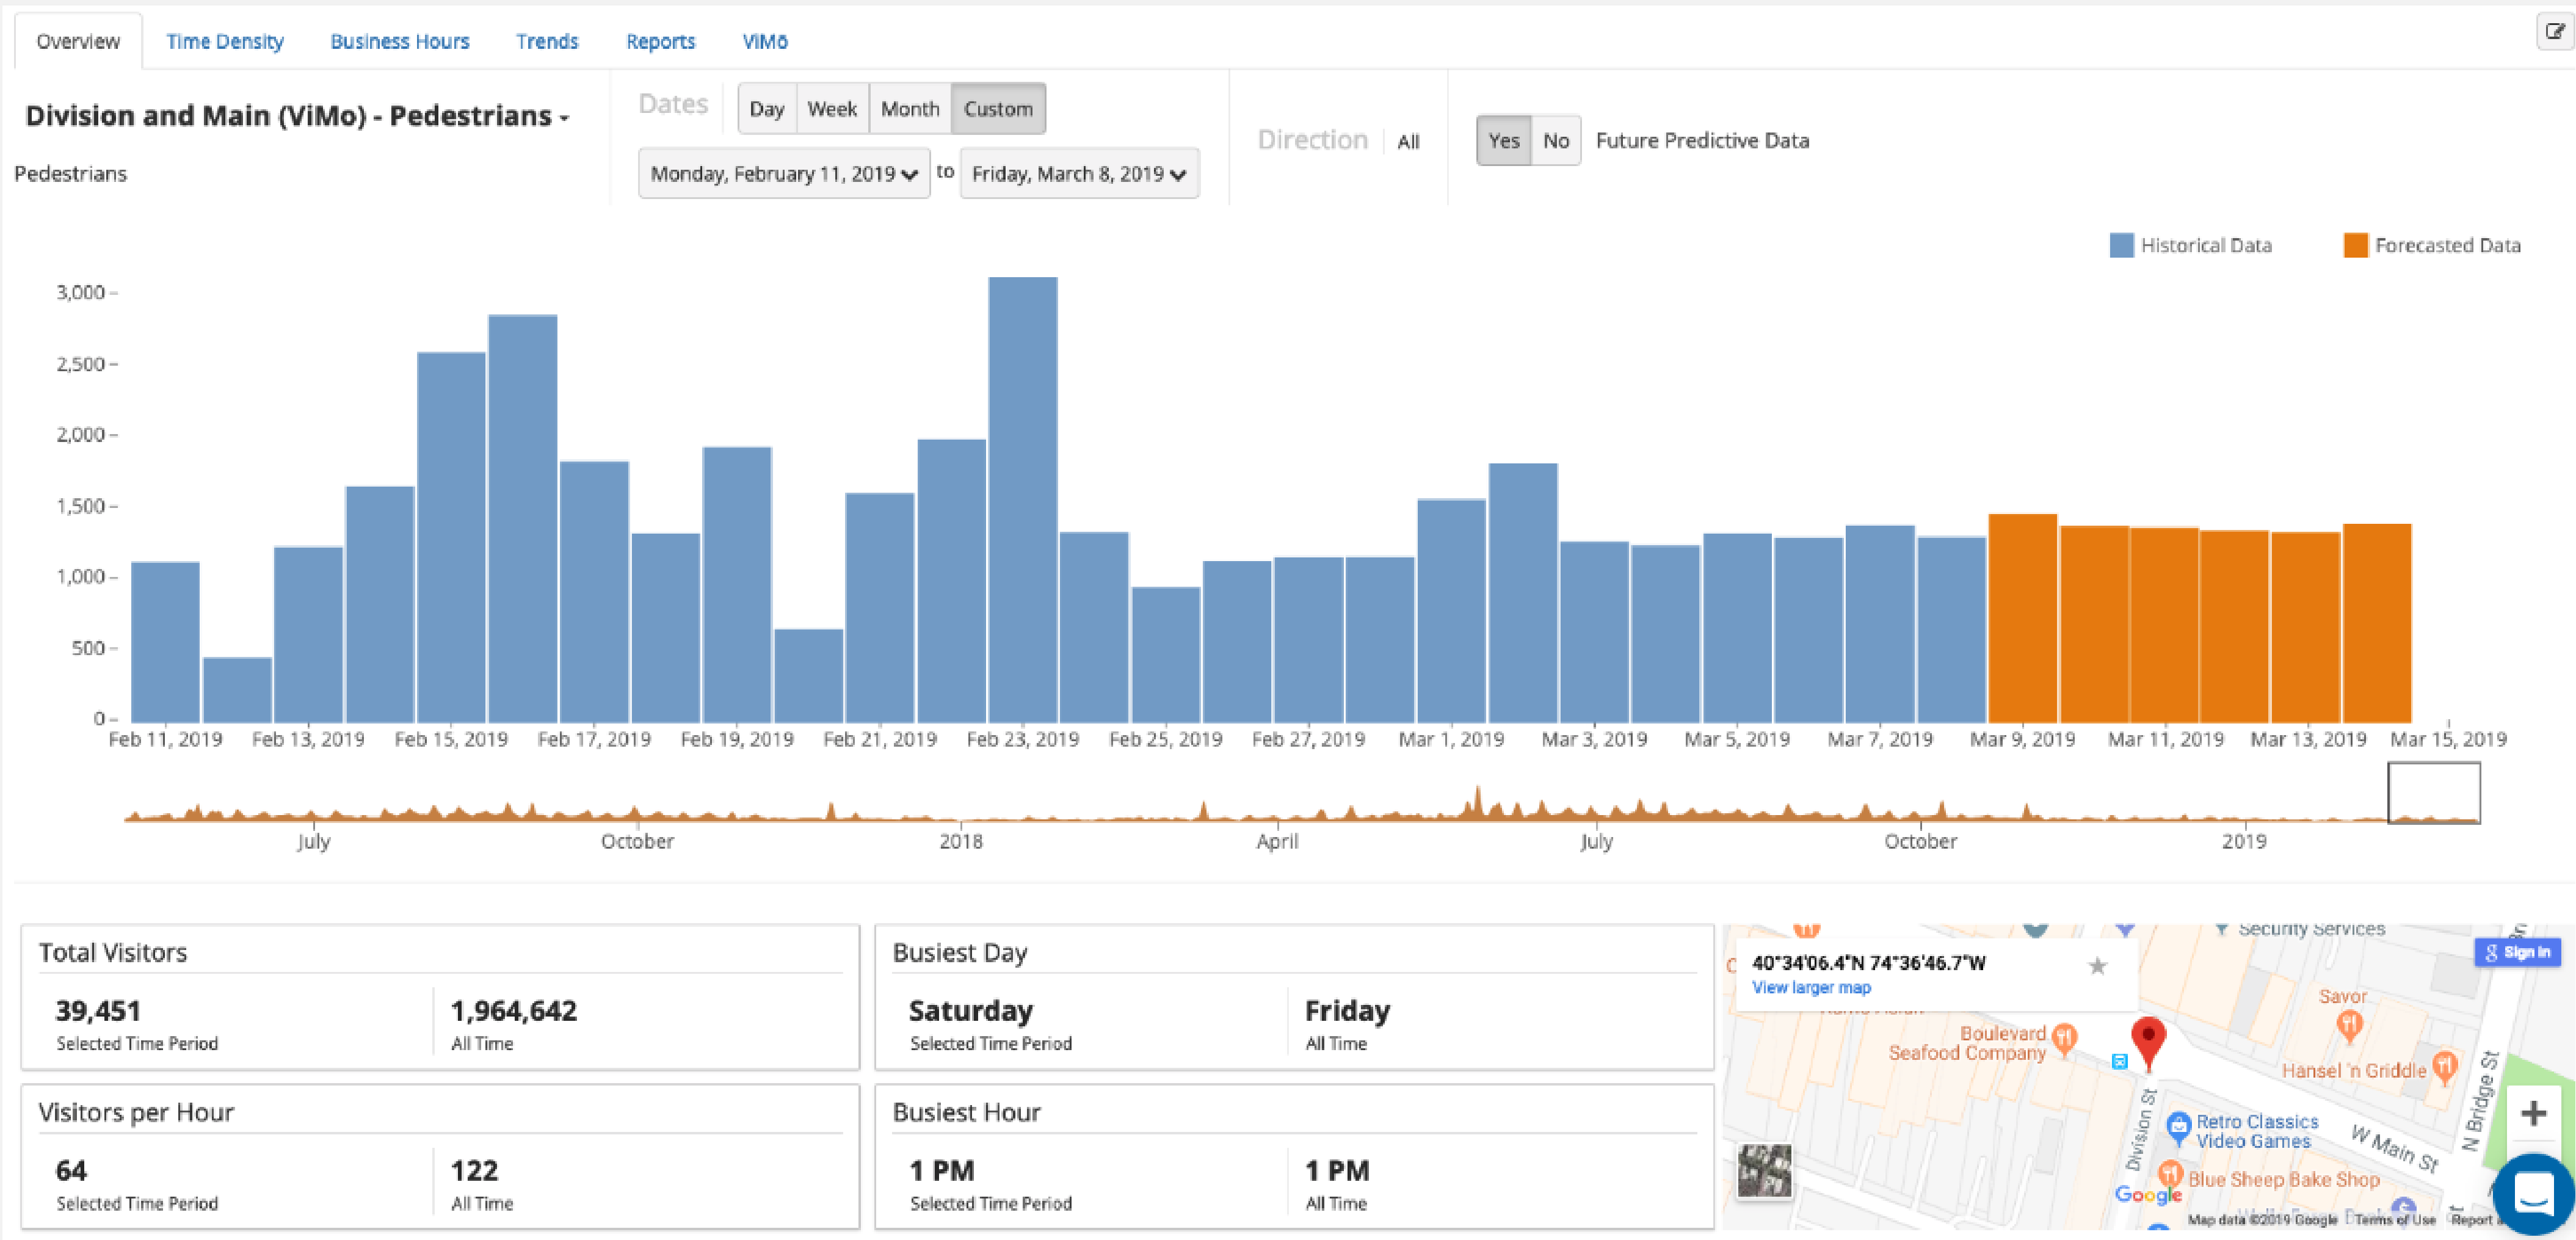 Overview Time Density Business Hours Trends Reports ViMō
Division and Main (ViMo) - Pedestrians
Pedestrians
Dates Day Week Month Custom
Monday, February 11, 2019 to Friday, March 8, 2019
Direction All
Yes No Future Predictive Data
Historical Data Forecasted Data
3,000
2,500
2,000
1,500
1,000
500
0
Feb 11, 2019 Feb 13, 2019 Feb 15, 2019 Feb 17, 2019 Feb 19, 2019 Feb 21, 2019 Feb 23, 2019 Feb 25, 2019 Feb 27, 2019 Mar 1, 2019 Mar 3, 2019 Mar 5, 2019 Mar 7, 2019 Mar 9, 2019 Mar 11, 2019 Mar 13, 2019 Mar 15, 2019
July October 2018 April July October 2019
Total Visitors
39,451 1,964,642
Selected Time Period All Time
Busiest Day
Saturday Friday
Selected Time Period All Time
Visitors per Hour
64 122
Selected Time Period All Time
Busiest Hour
1 PM 1 PM
Selected Time Period All Time
Security Services
40°34'06.4"N 74°36'46.7"W
View larger map
Sign in
Savor
Boulevard
Seafood Company
Hansel 'n Griddle
N Bridge St
Division St
Retro Classics
Video Games
W Main St
Blue Sheep Bake Shop
Google
Map data ©2019 Google Terms of Use Report